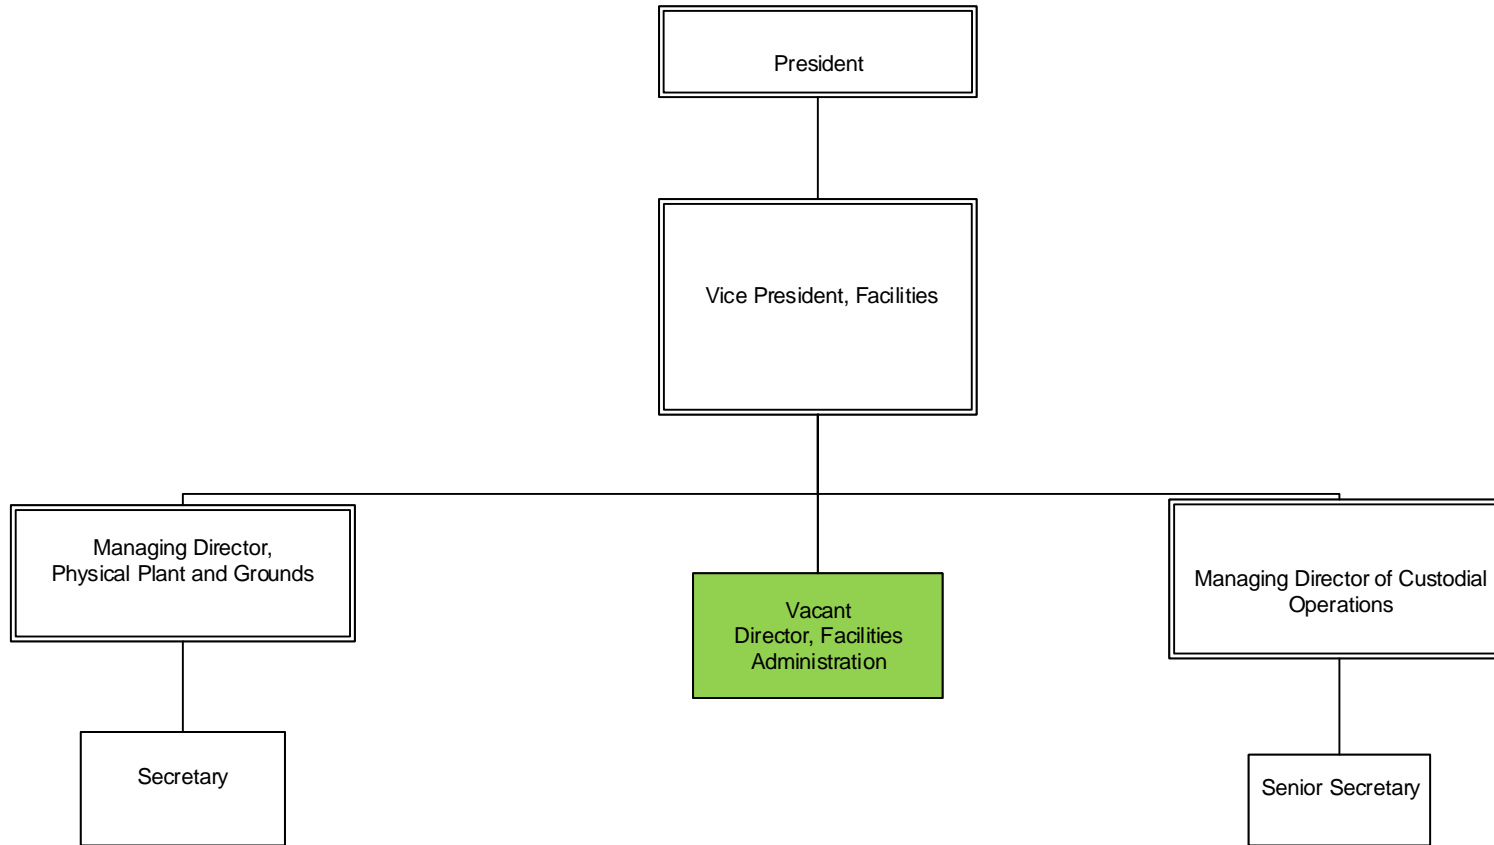 President
Vice President, Facilities
Managing Director,
Physical Plant and Grounds
Vacant
Director, Facilities
Administration
Managing Director of Custodial
Operations
Secretary
Senior Secretary